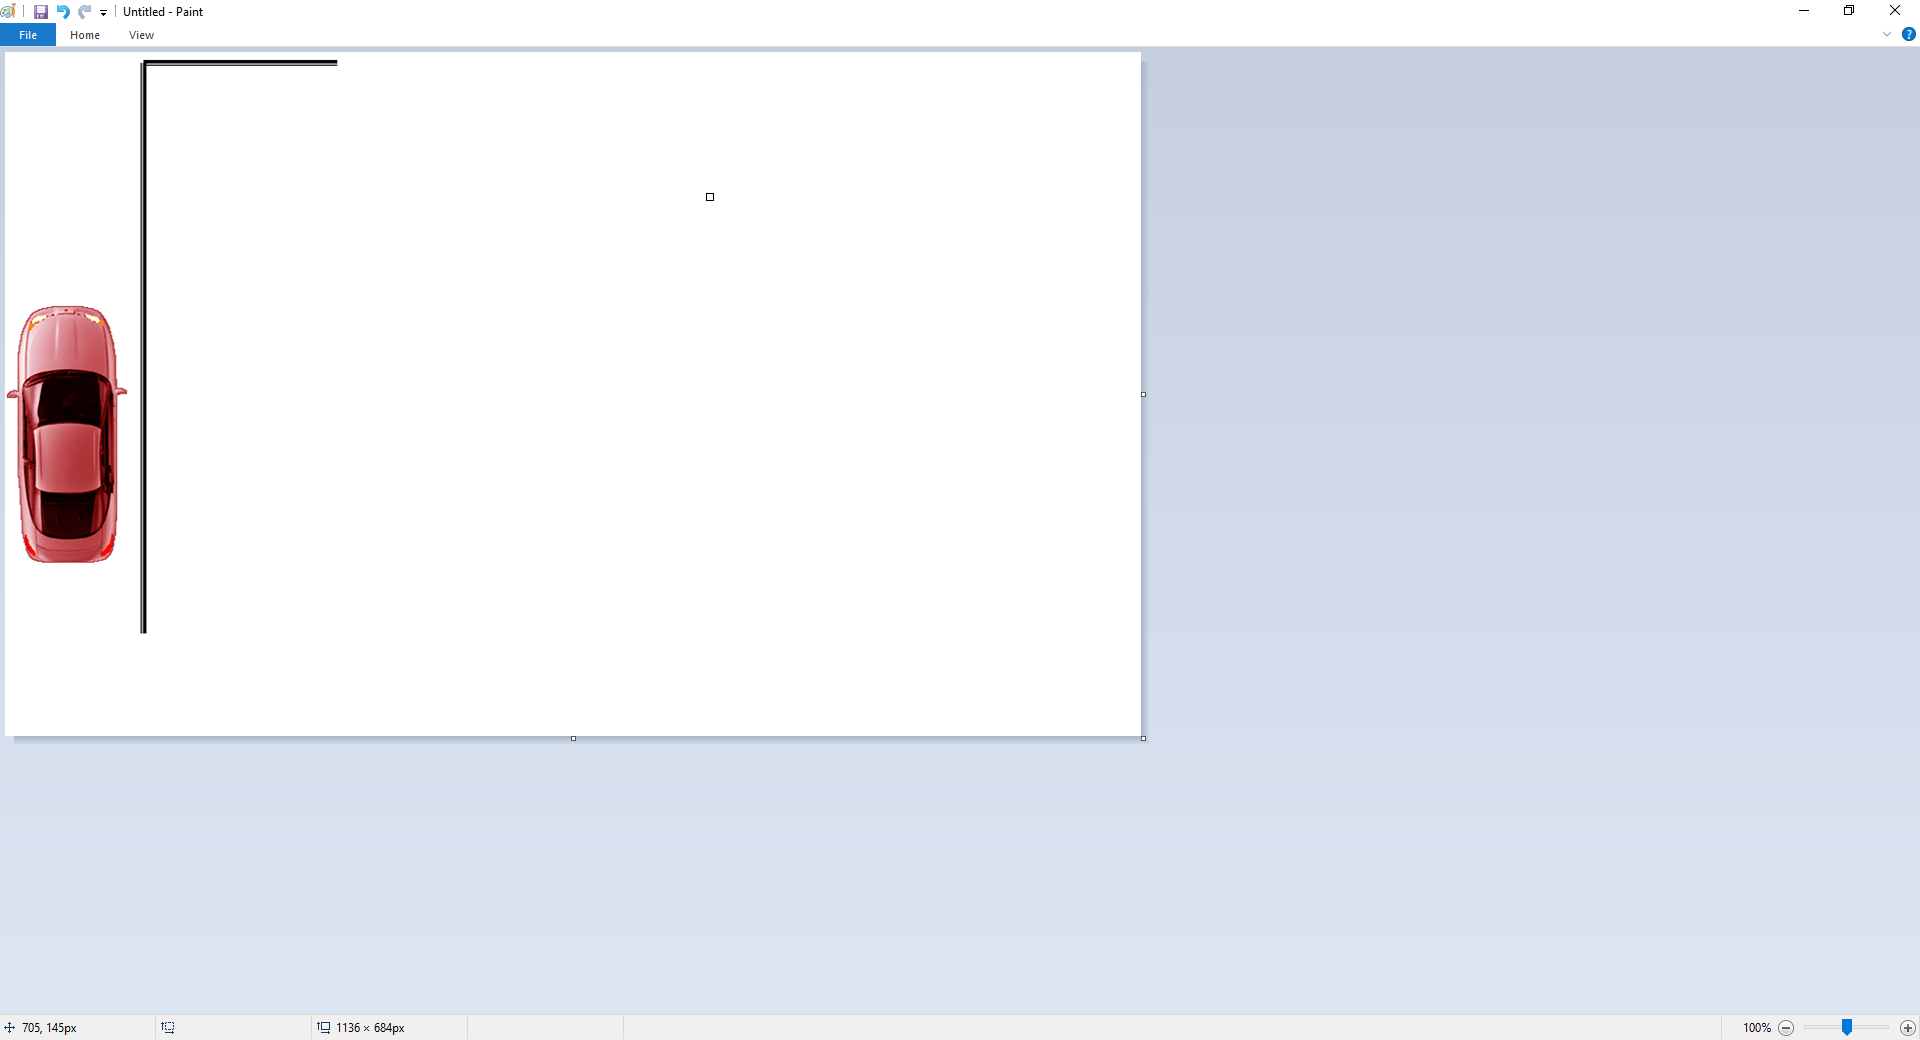 Untitled - Paint
File Home View
705, 145px
1136 × 684px
100%